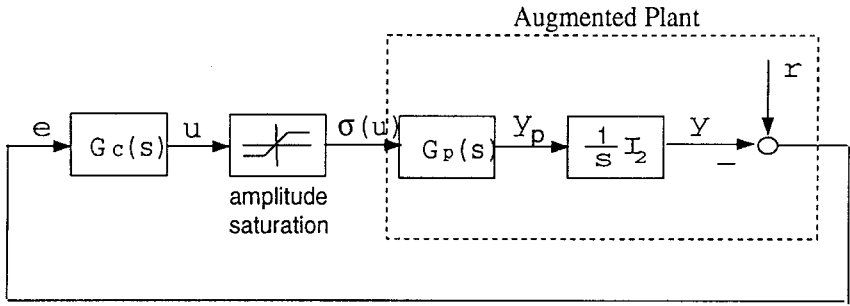 Augmented Plant
r
e
Gc(s)
u
σ(u)
Gp(s)
yp
1/s I2
y
−
amplitude
saturation